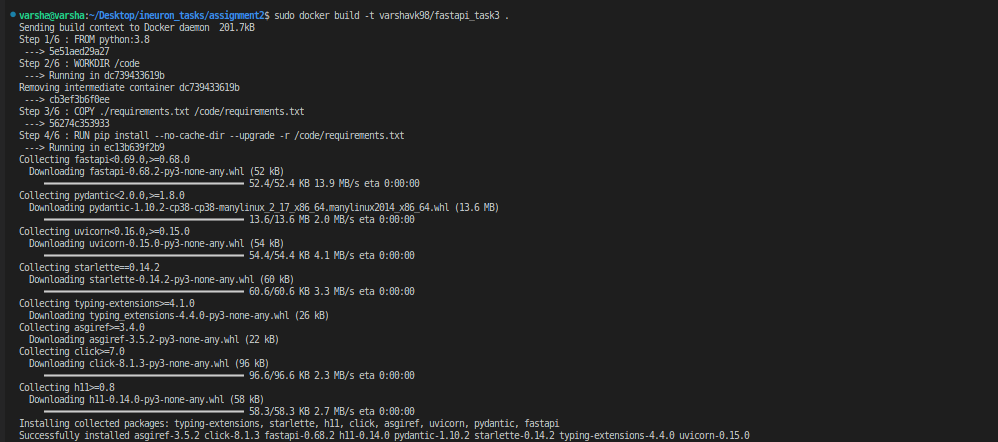 varsha@varsha:~/Desktop/ineuron_tasks/assignment2$ sudo docker build -t varshavk98/fastapi_task3 .
Sending build context to Docker daemon  201.7kB
Step 1/6 : FROM python:3.8
 ---> 5e51aed29a27
Step 2/6 : WORKDIR /code
 ---> Running in dc739433619b
Removing intermediate container dc739433619b
 ---> cb3ef3b6f0ee
Step 3/6 : COPY ./requirements.txt /code/requirements.txt
 ---> 56274c353933
Step 4/6 : RUN pip install --no-cache-dir --upgrade -r /code/requirements.txt
 ---> Running in ec13b639f2b9
Collecting fastapi<0.69.0,>=0.68.0
  Downloading fastapi-0.68.2-py3-none-any.whl (52 kB)
52.4/52.4 KB 13.9 MB/s eta 0:00:00
Collecting pydantic<2.0.0,>=1.8.0
  Downloading pydantic-1.10.2-cp38-cp38-manylinux_2_17_x86_64.manylinux2014_x86_64.whl (13.6 MB)
13.6/13.6 MB 2.0 MB/s eta 0:00:00
Collecting uvicorn<0.16.0,>=0.15.0
  Downloading uvicorn-0.15.0-py3-none-any.whl (54 kB)
54.4/54.4 KB 4.1 MB/s eta 0:00:00
Collecting starlette==0.14.2
  Downloading starlette-0.14.2-py3-none-any.whl (60 kB)
60.6/60.6 KB 3.3 MB/s eta 0:00:00
Collecting typing-extensions>=4.1.0
  Downloading typing_extensions-4.4.0-py3-none-any.whl (26 kB)
Collecting asgiref>=3.4.0
  Downloading asgiref-3.5.2-py3-none-any.whl (22 kB)
Collecting click>=7.0
  Downloading click-8.1.3-py3-none-any.whl (96 kB)
96.6/96.6 KB 2.3 MB/s eta 0:00:00
Collecting h11>=0.8
  Downloading h11-0.14.0-py3-none-any.whl (58 kB)
58.3/58.3 KB 2.7 MB/s eta 0:00:00
Installing collected packages: typing-extensions, starlette, h11, click, asgiref, uvicorn, pydantic, fastapi
Successfully installed asgiref-3.5.2 click-8.1.3 fastapi-0.68.2 h11-0.14.0 pydantic-1.10.2 starlette-0.14.2 typing-extensions-4.4.0 uvicorn-0.15.0